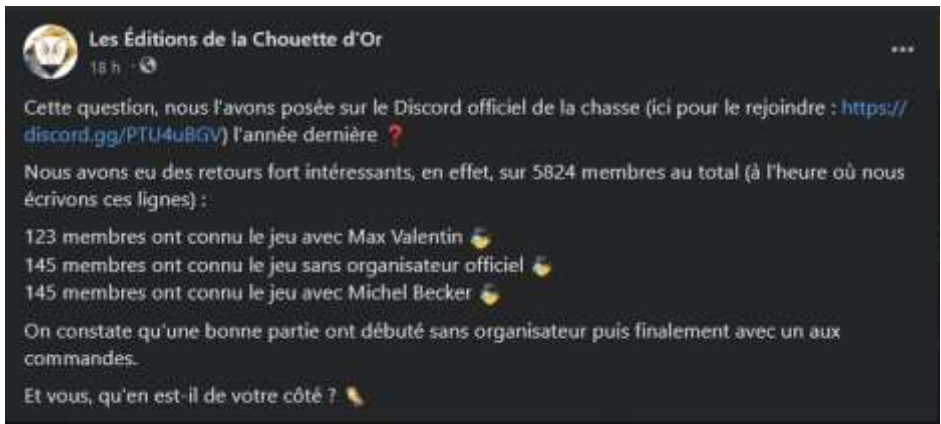 Les Éditions de la Chouette d'Or
18 h ·
Cette question, nous l'avons posée sur le Discord officiel de la chasse (ici pour le rejoindre : https://
discord.gg/PTU4uBGV) l'année dernière ❓
Nous avons eu des retours fort intéressants, en effet, sur 5824 membres au total (à l'heure où nous
écrivons ces lignes) :
123 membres ont connu le jeu avec Max Valentin
145 membres ont connu le jeu sans organisateur officiel
145 membres ont connu le jeu avec Michel Becker
On constate qu'une bonne partie ont débuté sans organisateur puis finalement avec un aux
commandes.
Et vous, qu'en est-il de votre côté ?